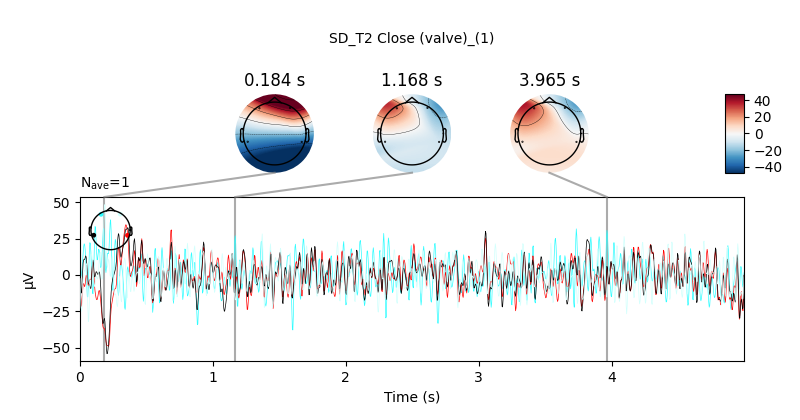 SD_T2 Close (valve)_(1)
0.184 s 1.168 s 3.965 s
40
20
0
−20
−40
Nave=1
50
25
0
−25
−50
µV
0 1 2 3 4
Time (s)